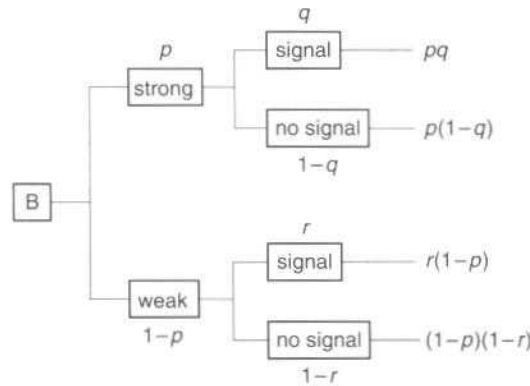 q
p
signal
pq
strong
no signal
p(1–q)
1–q
B
r
signal
r(1–p)
weak
1–p
no signal
(1–p)(1–r)
1–r